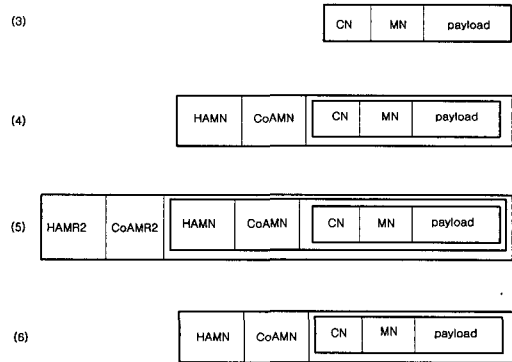 (3) CN MN payload
(4) HAMN CoAMN CN MN payload
(5) HAMR2 CoAMR2 HAMN CoAMN CN MN payload
(6) HAMN CoAMN CN MN payload